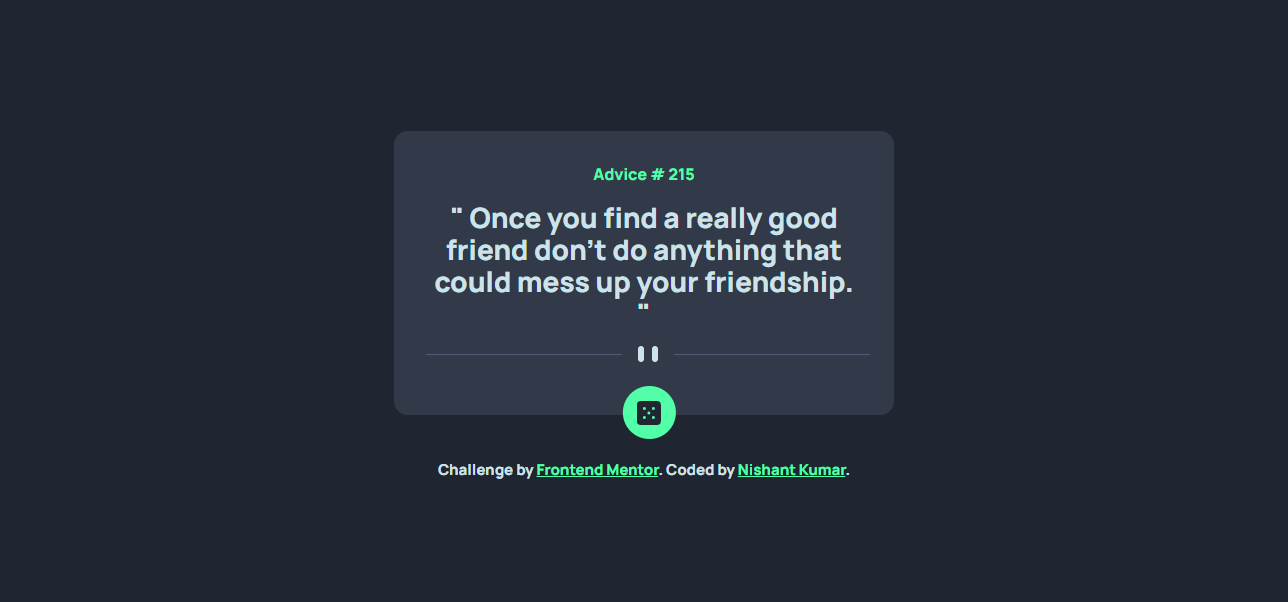 Advice # 215
" Once you find a really good
friend don't do anything that
could mess up your friendship.
"
Challenge by Frontend Mentor. Coded by Nishant Kumar.